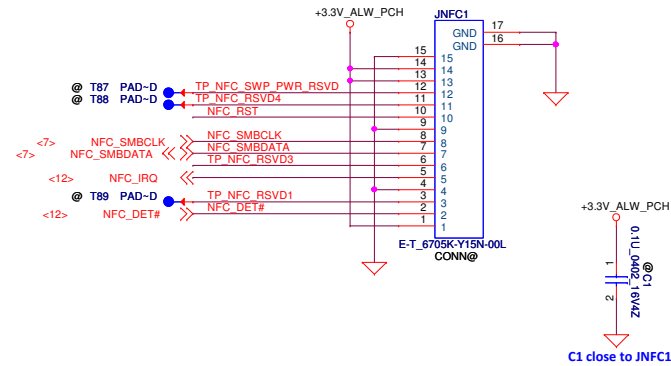 +3.3V_ALW_PCH
JNFC1
GND 17
GND 16
15 15
14 14
13 13
@ T87 PAD~D TP_NFC_SWP_PWR_RSVD 12 12
@ T88 PAD~D TP_NFC_RSVD4 11 11
NFC_RST 10 10
9 9
<7> NFC_SMBCLK NFC_SMBCLK 8 8
<7> NFC_SMBDATA NFC_SMBDATA 7 7
TP_NFC_RSVD3 6 6
<12> NFC_IRQ 5 5
4 4
@ T89 PAD~D TP_NFC_RSVD1 3 3
<12> NFC_DET# NFC_DET# 2 2
1 1
E-T_6705K-Y15N-00L
CONN@
+3.3V_ALW_PCH
1
2
@C1
0.1U_0402_16V4Z
C1 close to JNFC1